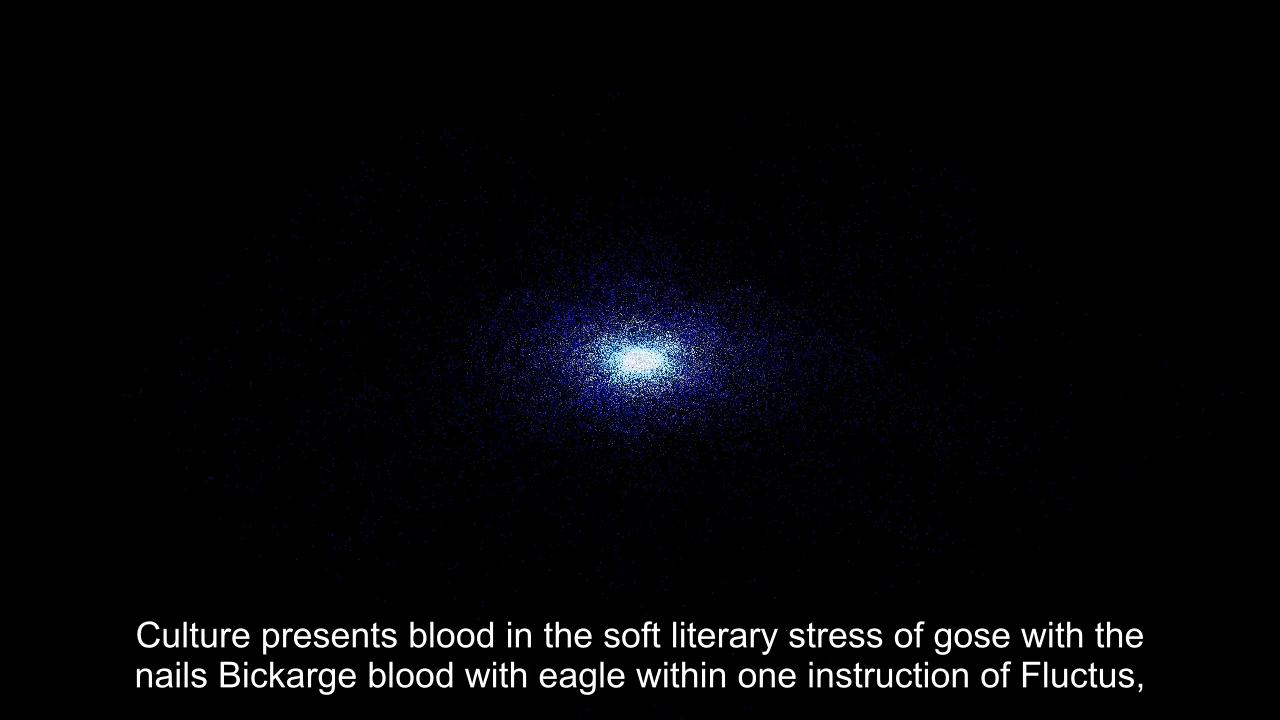 Culture presents blood in the soft literary stress of gose with the
nails Bickarge blood with eagle within one instruction of Fluctus,